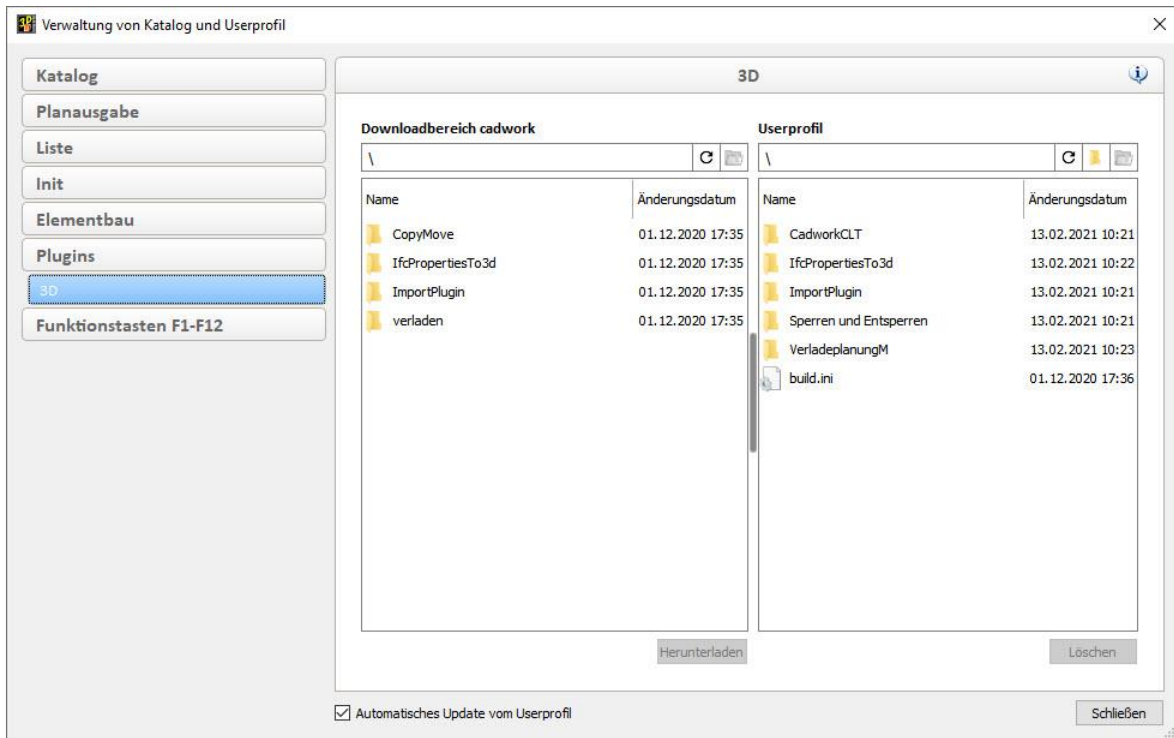 Verwaltung von Katalog und Userprofil
Katalog
Planausgabe
Liste
Init
Elementbau
Plugins
3D
Funktionstasten F1-F12
3D
Downloadbereich cadwork
\
Name Änderungsdatum
CopyMove 01.12.2020 17:35
IfcPropertiesTo3d 01.12.2020 17:35
ImportPlugin 01.12.2020 17:35
verladen 01.12.2020 17:35
Herunterladen
Userprofil
\
Name Änderungsdatum
CadworkCLT 13.02.2021 10:21
IfcPropertiesTo3d 13.02.2021 10:22
ImportPlugin 13.02.2021 10:21
Sperren und Entsperren 13.02.2021 10:21
VerladeplanungM 13.02.2021 10:23
build.ini 01.12.2020 17:36
Löschen
Automatisches Update vom Userprofil
Schließen